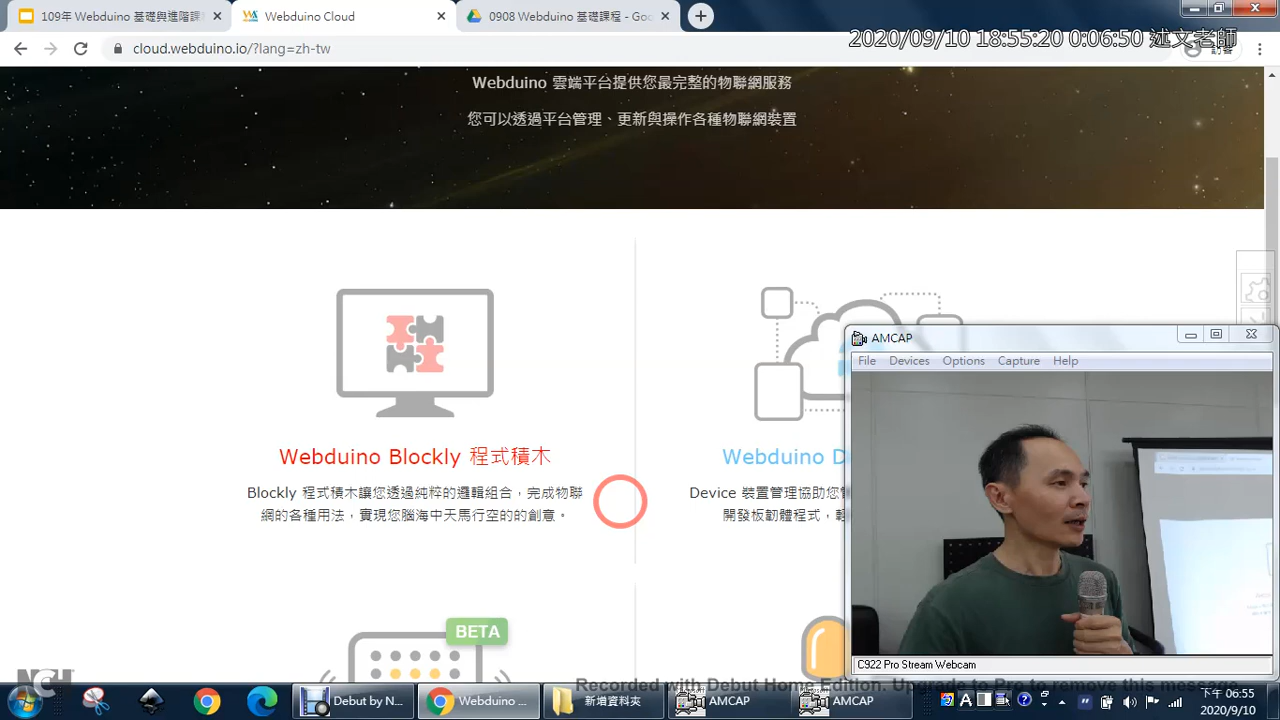 109年 Webduino 基礎與進階課
Webduino Cloud
0908 Webduino 基礎課程 - Goo
cloud.webduino.io/?lang=zh-tw
2020/09/10 18:55:20 0:06:50 述文老師
訪客
Webduino 雲端平台提供您最完整的物聯網服務
您可以透過平台管理、更新與操作各種物聯網裝置
Webduino Blockly 程式積木
Blockly 程式積木讓您透過純粹的邏輯組合，完成物聯
網的各種用法，實現您腦海中天馬行空的的創意。
Webduino D
Device 裝置管理協助您
開發板韌體程式，
BETA
AMCAP
File Devices Options Capture Help
C922 Pro Stream Webcam
NCH
Recorded with Debut Home Edition. Upgrade to Pro to remove this message.
Debut by N...
Webduino ...
新增資料夾
AMCAP
AMCAP
下午 06:55
2020/9/10